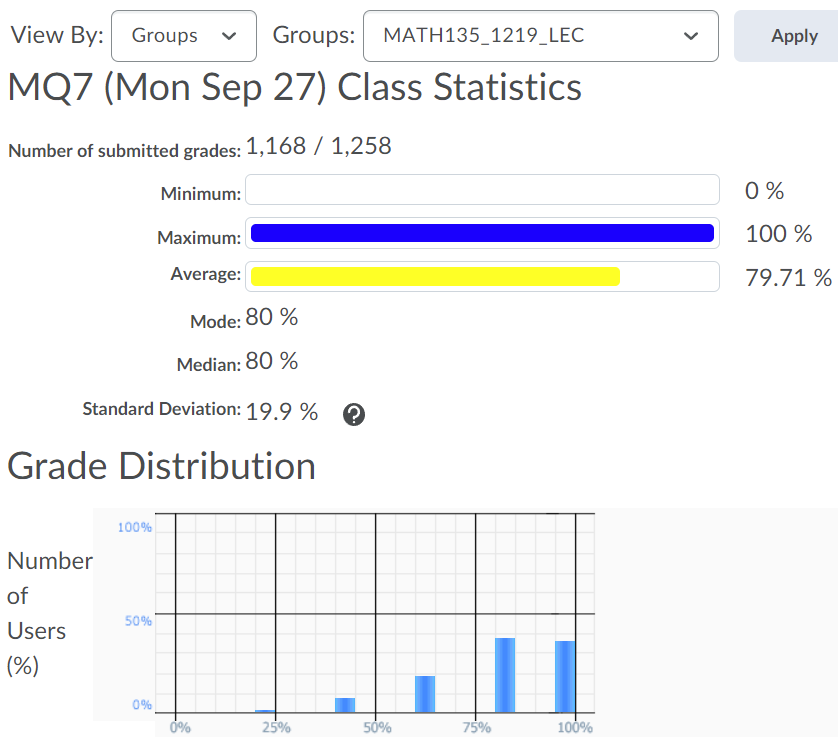 View By: Groups Groups: MATH135_1219_LEC Apply
MQ7 (Mon Sep 27) Class Statistics
Number of submitted grades: 1,168 / 1,258
Minimum: 0 %
Maximum: 100 %
Average: 79.71 %
Mode: 80 %
Median: 80 %
Standard Deviation: 19.9 % ?
Grade Distribution
Number
of
Users
(%)
100%
50%
0%
0% 25% 50% 75% 100%